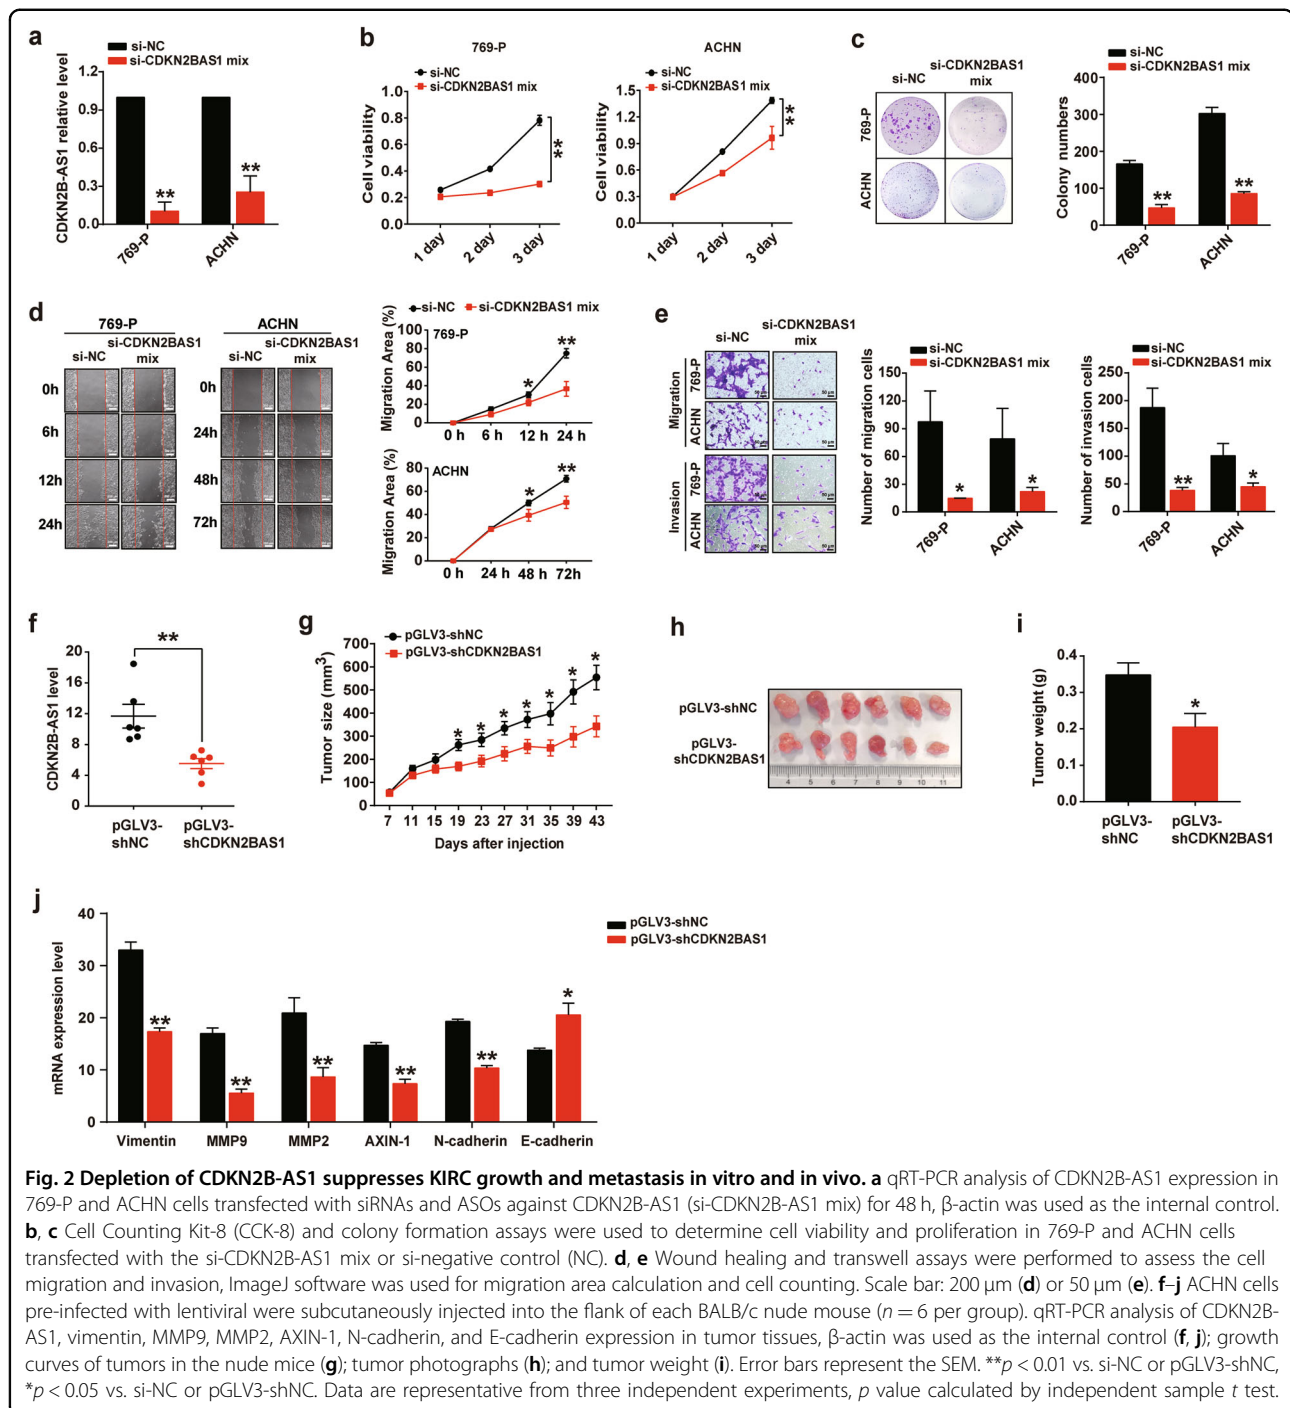 a
si-NC
si-CDKN2BAS1 mix
CDKN2B-AS1 relative level
1.2
0.9
0.6
0.3
0.0
**
**
769-P
ACHN
b
769-P
si-NC
si-CDKN2BAS1 mix
Cell viability
1.0
0.8
0.6
0.4
0.2
0.0
**
1 day
2 day
3 day
ACHN
si-NC
si-CDKN2BAS1 mix
Cell viability
1.5
1.2
0.9
0.6
0.3
0.0
**
1 day
2 day
3 day
c
si-NC
si-CDKN2BAS1
mix
769-P
ACHN
si-NC
si-CDKN2BAS1 mix
Colony numbers
400
300
200
100
0
**
**
769-P
ACHN
d
769-P
si-NC
si-CDKN2BAS1
mix
0h
6h
12h
24h
ACHN
si-NC
si-CDKN2BAS1
mix
0h
24h
48h
72h
si-NC
si-CDKN2BAS1 mix
Migration Area (%)
100
80
60
40
20
0
769-P
*
**
0 h
6 h
12 h
24 h
Migration Area (%)
80
60
40
20
0
ACHN
*
**
0 h
24 h
48 h
72h
e
si-NC
si-CDKN2BAS1
mix
Migration
769-P
ACHN
Invasion
769-P
ACHN
50 μm
50 μm
50 μm
50 μm
50 μm
50 μm
50 μm
50 μm
si-NC
si-CDKN2BAS1 mix
Number of migration cells
150
120
90
60
30
0
*
*
769-P
ACHN
si-NC
si-CDKN2BAS1 mix
Number of invasion cells
250
200
150
100
50
0
**
*
769-P
ACHN
f
CDKN2B-AS1 level
20
16
12
8
4
0
**
pGLV3-
shNC
pGLV3-
shCDKN2BAS1
g
pGLV3-shNC
pGLV3-shCDKN2BAS1
Tumor size (mm³)
700
600
500
400
300
200
100
0
* * * * * * *
7 11 15 19 23 27 31 35 39 43
Days after injection
h
pGLV3-shNC
pGLV3-
shCDKN2BAS1
4 5 6 7 8 9 10 11
i
Tumor weight (g)
0.4
0.3
0.2
0.1
0.0
*
pGLV3-
shNC
pGLV3-
shCDKN2BAS1
j
pGLV3-shNC
pGLV3-shCDKN2BAS1
mRNA expression level
40
30
20
10
0
** ** ** ** ** *
Vimentin MMP9 MMP2 AXIN-1 N-cadherin E-cadherin
Fig. 2 Depletion of CDKN2B-AS1 suppresses KIRC growth and metastasis in vitro and in vivo. a qRT-PCR analysis of CDKN2B-AS1 expression in
769-P and ACHN cells transfected with siRNAs and ASOs against CDKN2B-AS1 (si-CDKN2B-AS1 mix) for 48 h, β-actin was used as the internal control.
b, c Cell Counting Kit-8 (CCK-8) and colony formation assays were used to determine cell viability and proliferation in 769-P and ACHN cells
transfected with the si-CDKN2B-AS1 mix or si-negative control (NC). d, e Wound healing and transwell assays were performed to assess the cell
migration and invasion, ImageJ software was used for migration area calculation and cell counting. Scale bar: 200 μm (d) or 50 μm (e). f–j ACHN cells
pre-infected with lentiviral were subcutaneously injected into the flank of each BALB/c nude mouse (n = 6 per group). qRT-PCR analysis of CDKN2B-
AS1, vimentin, MMP9, MMP2, AXIN-1, N-cadherin, and E-cadherin expression in tumor tissues, β-actin was used as the internal control (f, j); growth
curves of tumors in the nude mice (g); tumor photographs (h); and tumor weight (i). Error bars represent the SEM. **p < 0.01 vs. si-NC or pGLV3-shNC,
*p < 0.05 vs. si-NC or pGLV3-shNC. Data are representative from three independent experiments, p value calculated by independent sample t test.